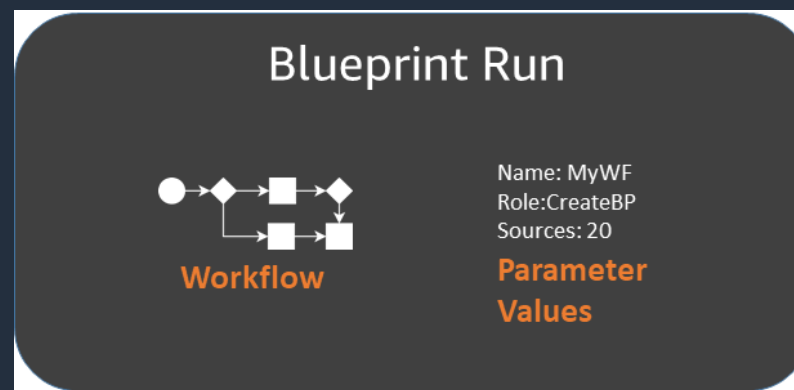 Blueprint Run
Workflow
Name: MyWF
Role:CreateBP
Sources: 20
Parameter
Values